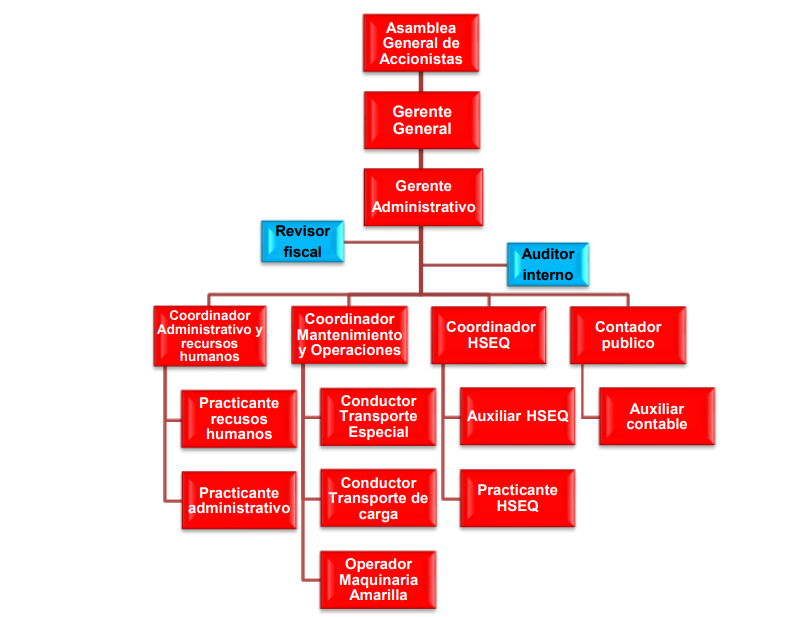 Asamblea
General de
Accionistas
Gerente
General
Gerente
Administrativo
Revisor
fiscal
Auditor
interno
Coordinador
Administrativo y
recursos
humanos
Coordinador
Mantenimiento
y Operaciones
Coordinador
HSEQ
Contador
publico
Practicante
recusos
humanos
Conductor
Transporte
Especial
Auxiliar HSEQ
Auxiliar
contable
Practicante
administrativo
Conductor
Transporte de
carga
Practicante
HSEQ
Operador
Maquinaria
Amarilla